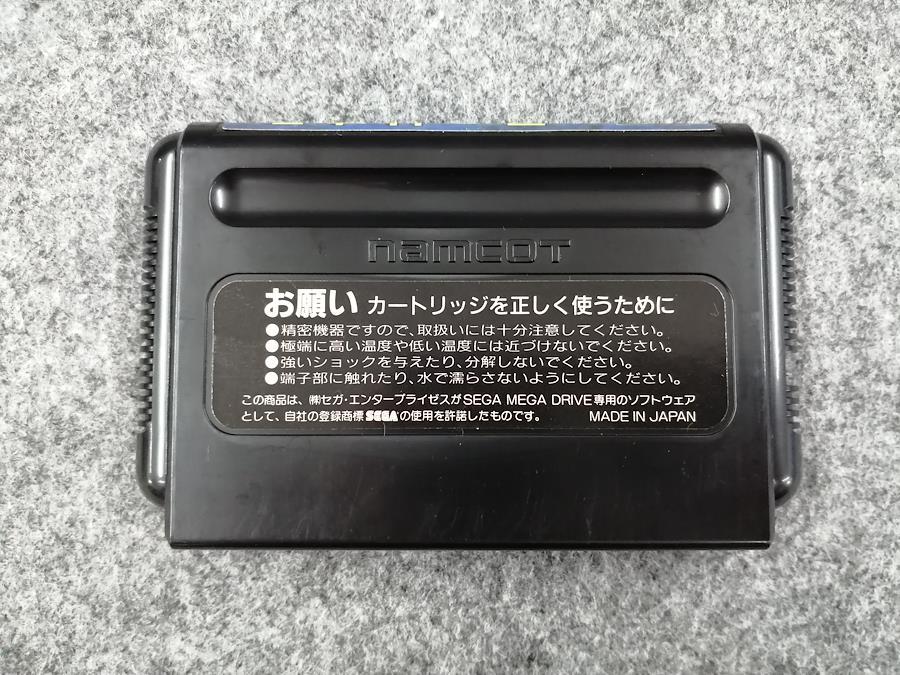 namcot
お願い カートリッジを正しく使うために
●精密機器ですので、取扱いには十分注意してください。
●極端に高い温度や低い温度には近づけないでください。
●強いショックを与えたり、分解しないでください。
●端子部に触れたり、水で濡らさないようにしてください。
この商品は、㈱セガ・エンタープライゼスがSEGA MEGA DRIVE専用のソフトウェア
として、自社の登録商標SEGA®の使用を許諾したものです。 MADE IN JAPAN